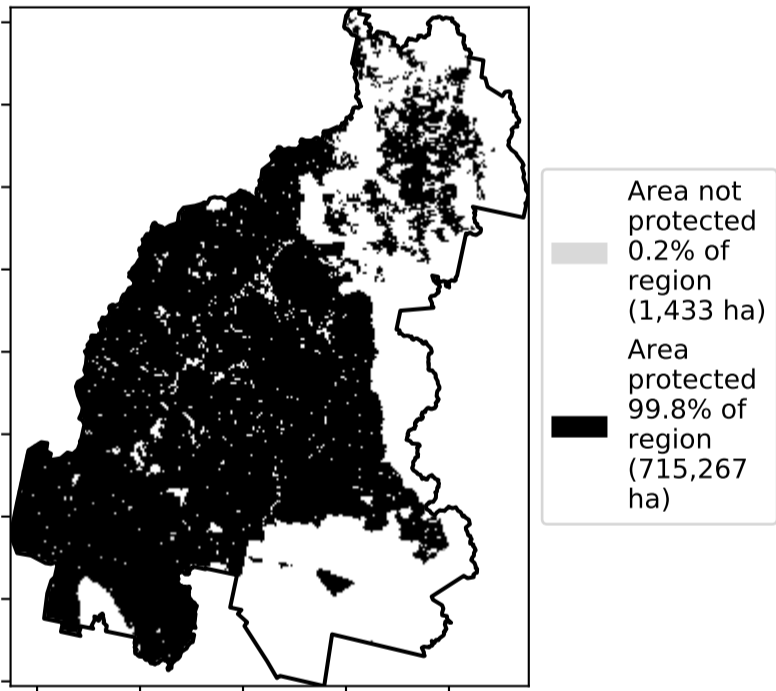 Area not
protected
0.2% of
region
(1,433 ha)
Area
protected
99.8% of
region
(715,267
ha)